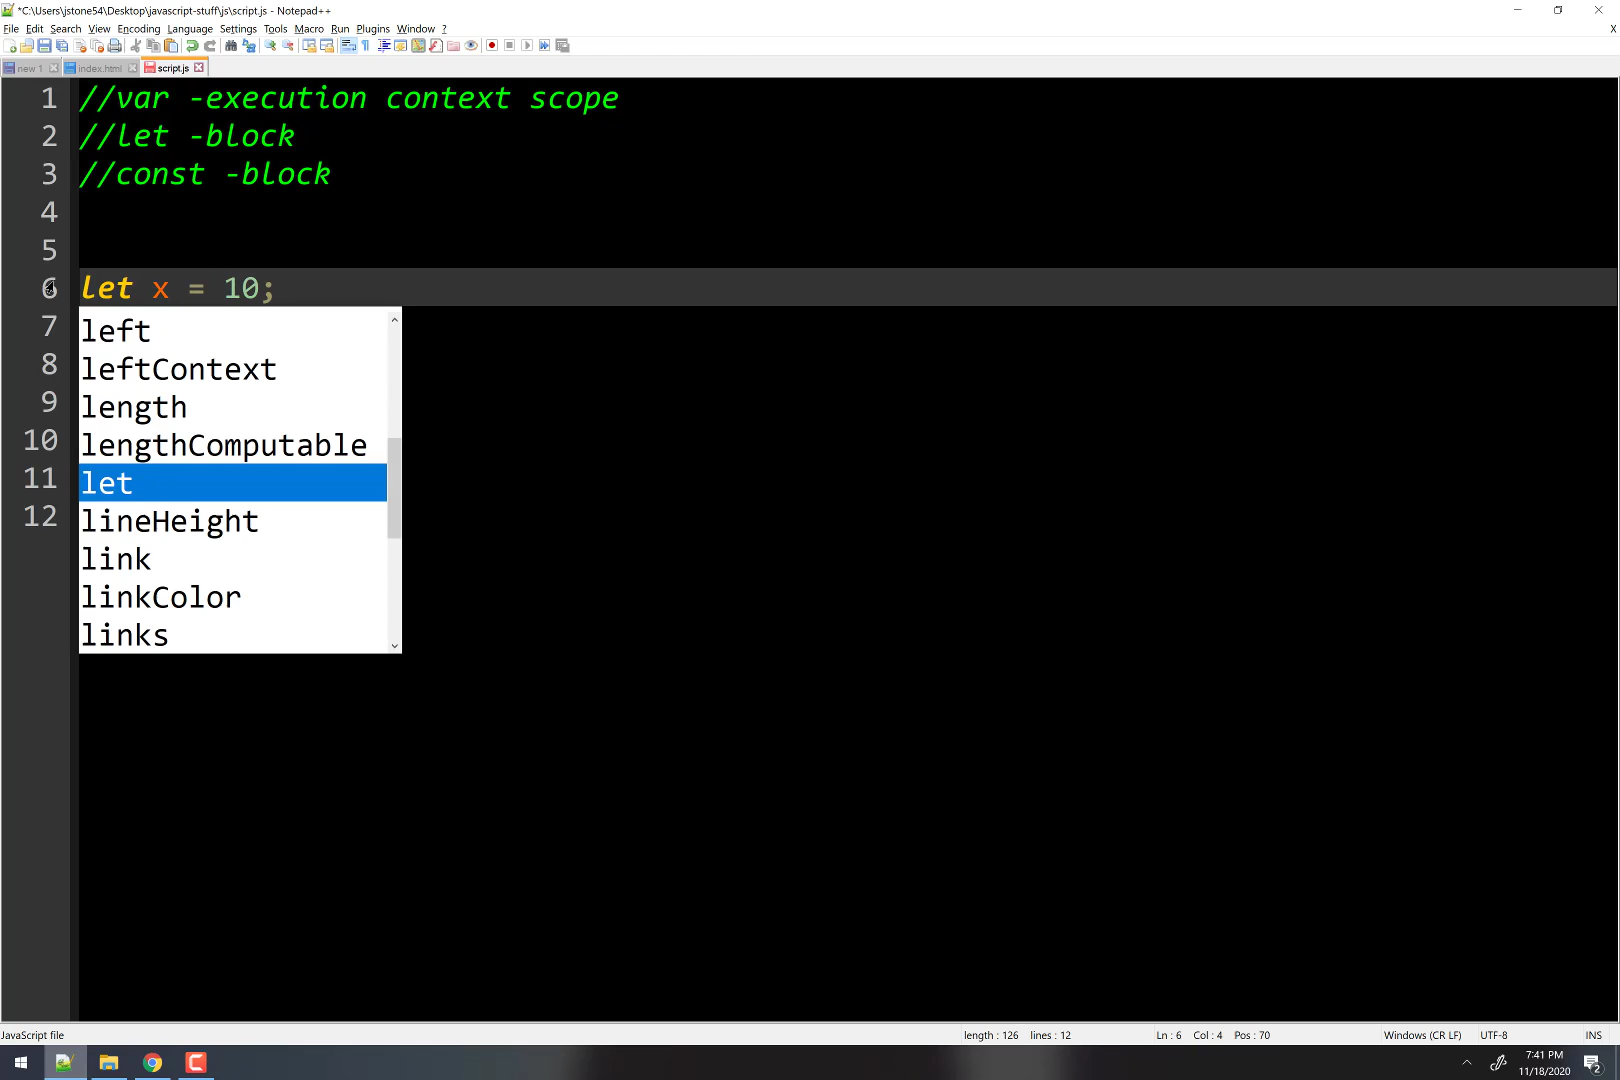 *C:\Users\jstone54\Desktop\javascript-stuff\js\script.js - Notepad++
File Edit Search View Encoding Language Settings Tools Macro Run Plugins Window ? X
new 1 index.html script.js
1 //var -execution context scope
2 //let -block
3 //const -block
4
5
6 let x = 10;
7
8
9
10
11
12
left
leftContext
length
lengthComputable
let
lineHeight
link
linkColor
links
JavaScript file length : 126 lines : 12 Ln : 6 Col : 4 Pos : 70 Windows (CR LF) UTF-8 INS
7:41 PM
11/18/2020
2